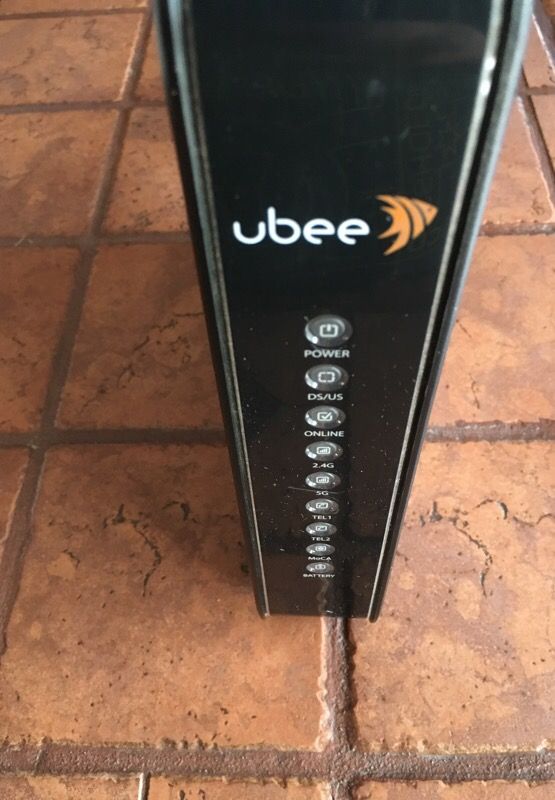 ubee
POWER
DS/US
ONLINE
2.4G
5G
TEL1
TEL2
MoCA
BATTERY